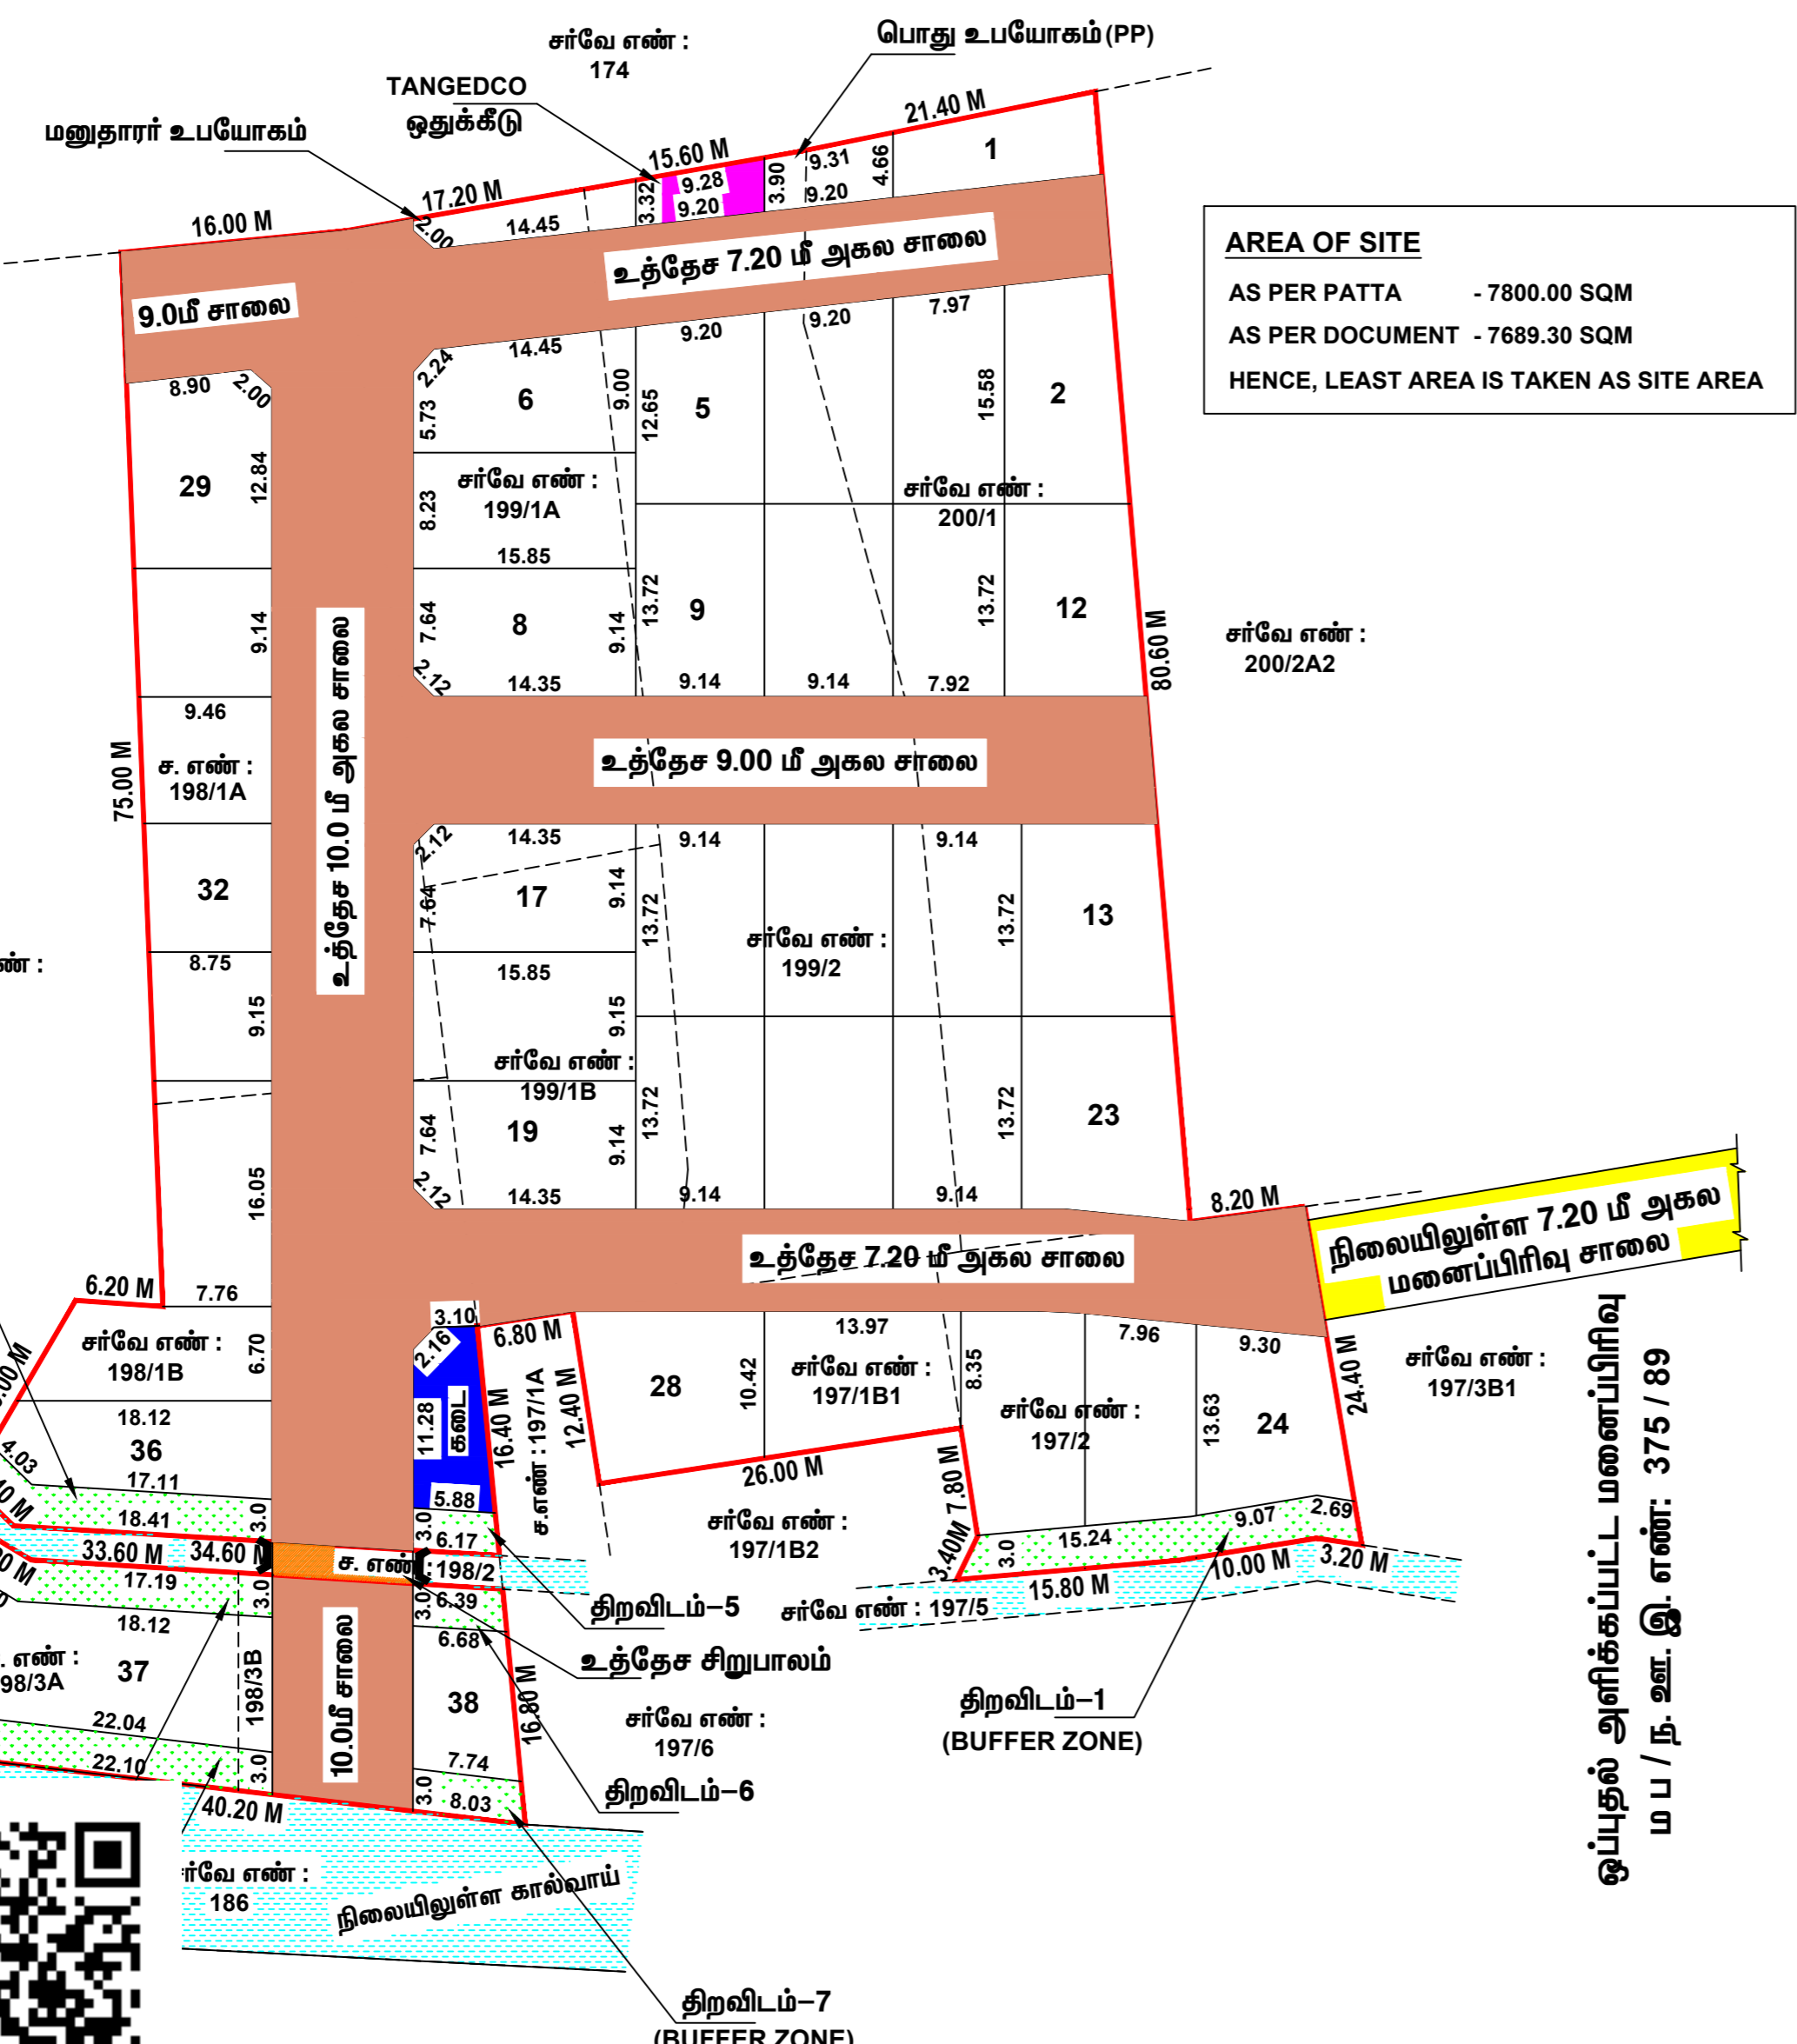 சர்வே எண் :
174
பொது உபயோகம் (PP)
TANGEDCO
ஒதுக்கீடு
மனுதாரர் உபயோகம்
21.40 M
15.60 M
17.20 M
16.00 M
1
9.31
4.66
3.90
9.20
9.28
9.20
3.32
14.45
2.00
உத்தேச 7.20 மீ அகல சாலை
9.0மீ சாலை
AREA OF SITE
AS PER PATTA - 7800.00 SQM
AS PER DOCUMENT - 7689.30 SQM
HENCE, LEAST AREA IS TAKEN AS SITE AREA
8.90
2.00
2.24
14.45
9.20
9.20
7.97
29
12.84
5.73
6
9.00
12.65
5
15.58
2
8.23
சர்வே எண் :
199/1A
சர்வே எண் :
200/1
15.85
9.14
7.64
8
9.14
13.72
9
13.72
12
2.12
14.35
9.14
9.14
7.92
80.60 M
சர்வே எண் :
200/2A2
9.46
ச. எண் :
198/1A
75.00 M
உத்தேச 10.0 மீ அகல சாலை
உத்தேச 9.00 மீ அகல சாலை
2.12
14.35
9.14
9.14
32
7.64
17
9.14
13.72
13.72
13
சர்வே எண் :
199/2
8.75
15.85
9.15
9.15
சர்வே எண் :
199/1B
7.64
19
9.14
13.72
13.72
23
2.12
14.35
9.14
9.14
16.05
8.20 M
நிலையிலுள்ள 7.20 மீ அகல
மனைப்பிரிவு சாலை
உத்தேச 7.20 மீ அகல சாலை
6.20 M
7.76
3.10
6.80 M
2.16
13.97
7.96
9.30
சர்வே எண் :
198/1B
6.70
11.28
கடை
16.40 M
ச.எண் : 197/1A
12.40 M
28
10.42
சர்வே எண் :
197/1B1
8.35
சர்வே எண் :
197/2
13.63
24
24.40 M
சர்வே எண் :
197/3B1
ஒப்புதல் அளிக்கப்பட்ட மனைப்பிரிவு
ம ப / ந. ஊ. இ. எண்: 375 / 89
18.12
36
4.03
17.11
18.41
3.0
5.88
3.0
6.17
26.00 M
7.80 M
3.40M
சர்வே எண் :
197/1B2
3.0
15.24
9.07
2.69
33.60 M
34.60 M
ச. எண் : 198/2
15.80 M
10.00 M
3.20 M
17.19
3.0
3.0
6.39
திறவிடம்–5
சர்வே எண் : 197/5
18.12
6.68
உத்தேச சிறுபாலம்
. எண் :
98/3A
37
198/3B
10.0மீ சாலை
38
16.80 M
சர்வே எண் :
197/6
திறவிடம்–1
(BUFFER ZONE)
22.04
22.10
3.0
7.74
3.0
8.03
திறவிடம்–6
40.20 M
சர்வே எண் :
186
நிலையிலுள்ள கால்வாய்
திறவிடம்–7
(BUFFER ZONE)